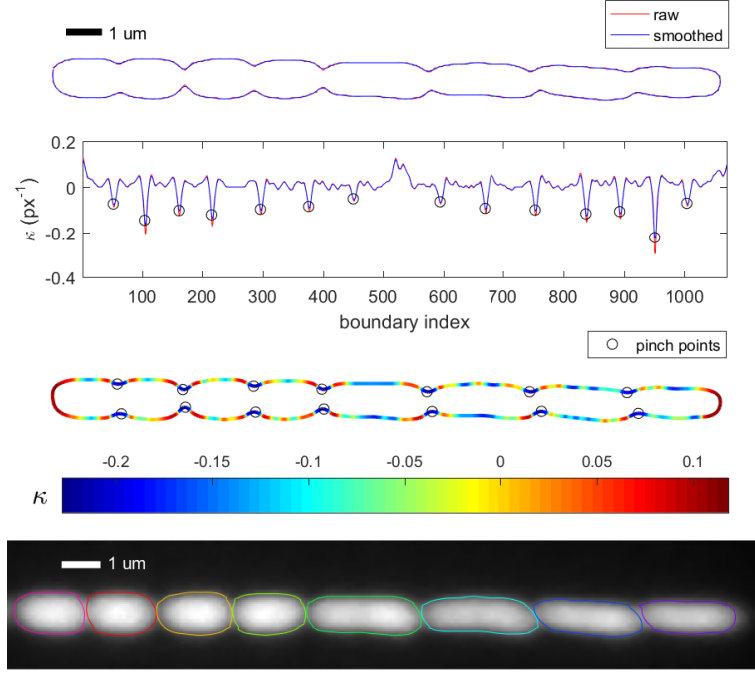 raw
smoothed
1 um
0.2
0
-0.2
-0.4
κ (px⁻¹)
100 200 300 400 500 600 700 800 900 1000
boundary index
pinch points
-0.2 -0.15 -0.1 -0.05 0 0.05 0.1
κ
1 um